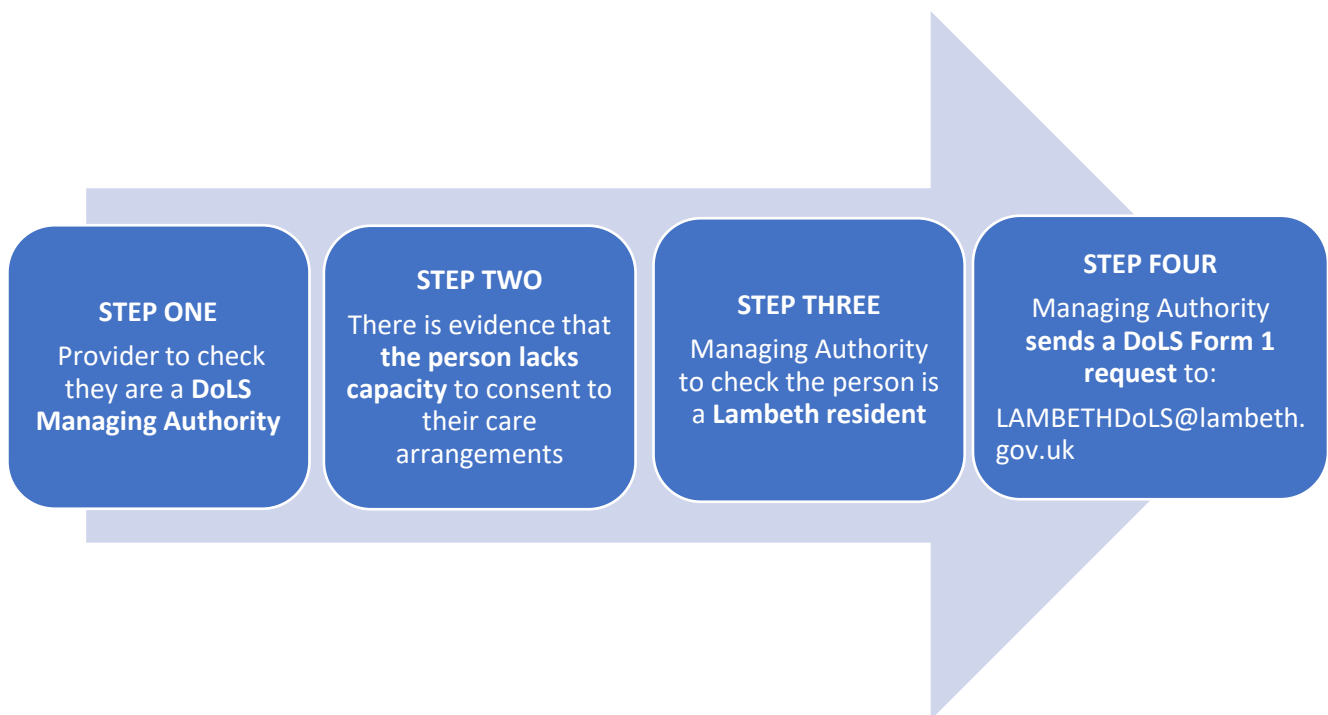 STEP ONE
Provider to check
they are a DoLS
Managing Authority
STEP TWO
There is evidence that
the person lacks
capacity to consent to
their care
arrangements
STEP THREE
Managing Authority
to check the person is
a Lambeth resident
STEP FOUR
Managing Authority
sends a DoLS Form 1
request to:
LAMBETHDoLS@lambeth.
gov.uk